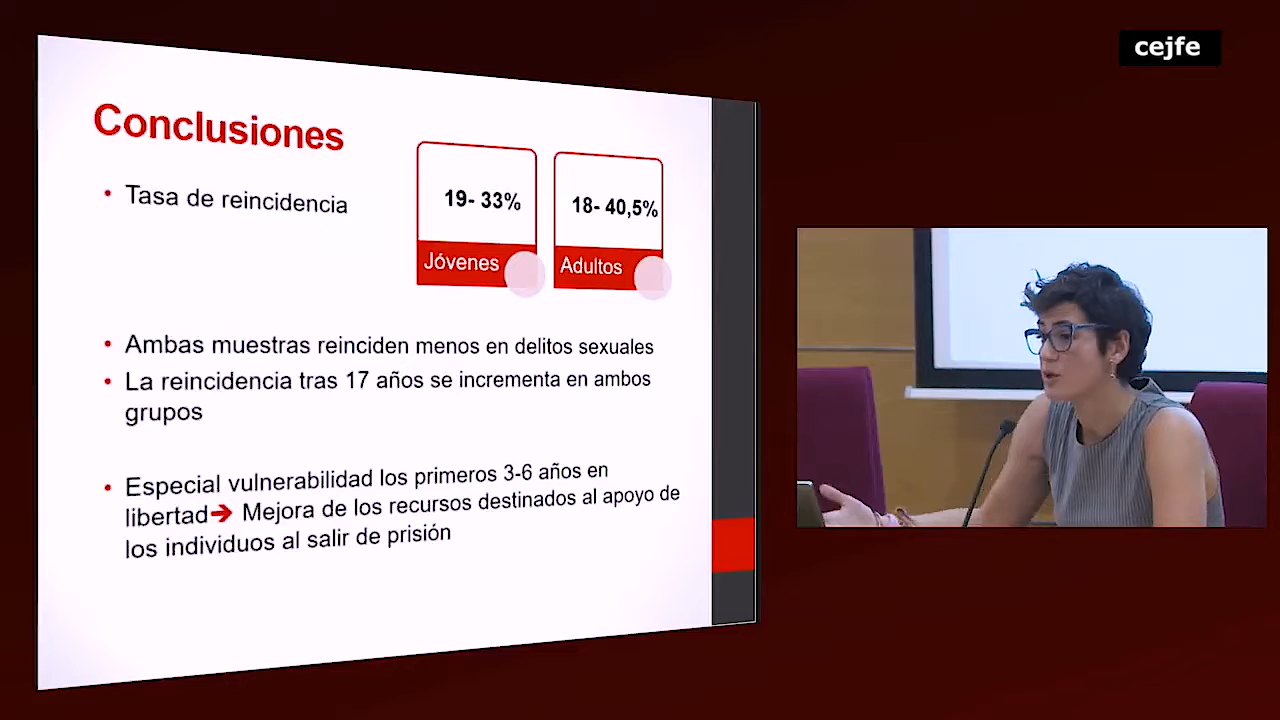 cejfe
Conclusiones
• Tasa de reincidencia
19- 33%
Jóvenes
18- 40,5%
Adultos
• Ambas muestras reinciden menos en delitos sexuales
• La reincidencia tras 17 años se incrementa en ambos
grupos
• Especial vulnerabilidad los primeros 3-6 años en
libertad➔ Mejora de los recursos destinados al apoyo de
los individuos al salir de prisión